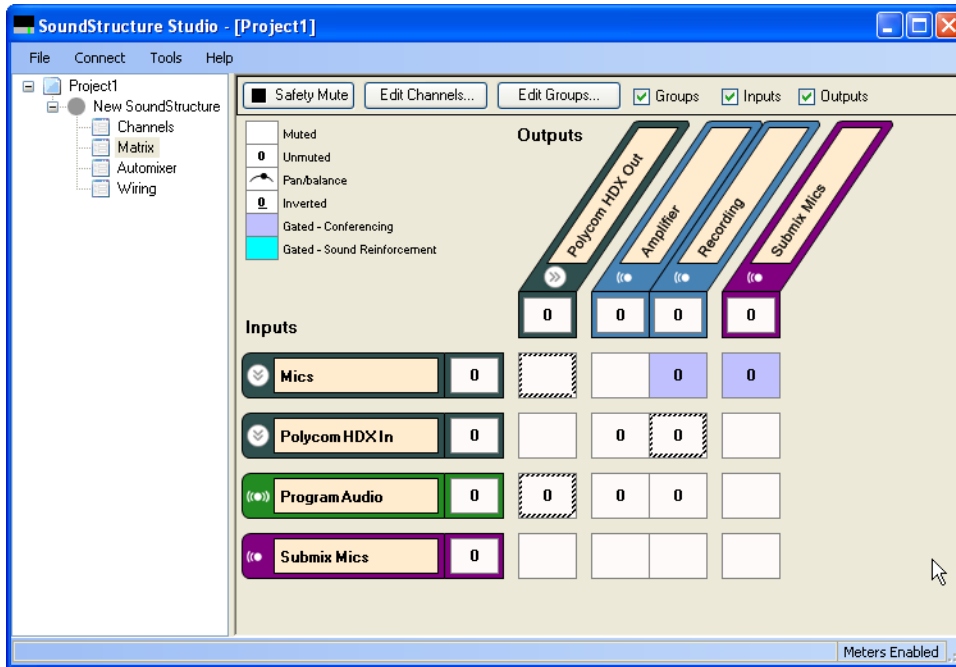 SoundStructure Studio - [Project1]
File Connect Tools Help
Project1
New SoundStructure
Channels
Matrix
Automixer
Wiring
Safety Mute Edit Channels... Edit Groups... Groups Inputs Outputs
Muted
0 Unmuted
Pan/balance
0 Inverted
Gated - Conferencing
Gated - Sound Reinforcement
Outputs
Polycom HDX Out
Amplifier
Recording
Submix Mics
0 0 0 0
Inputs
Mics 0 0 0
Polycom HDX In 0 0 0
Program Audio 0 0 0 0
Submix Mics 0
Meters Enabled